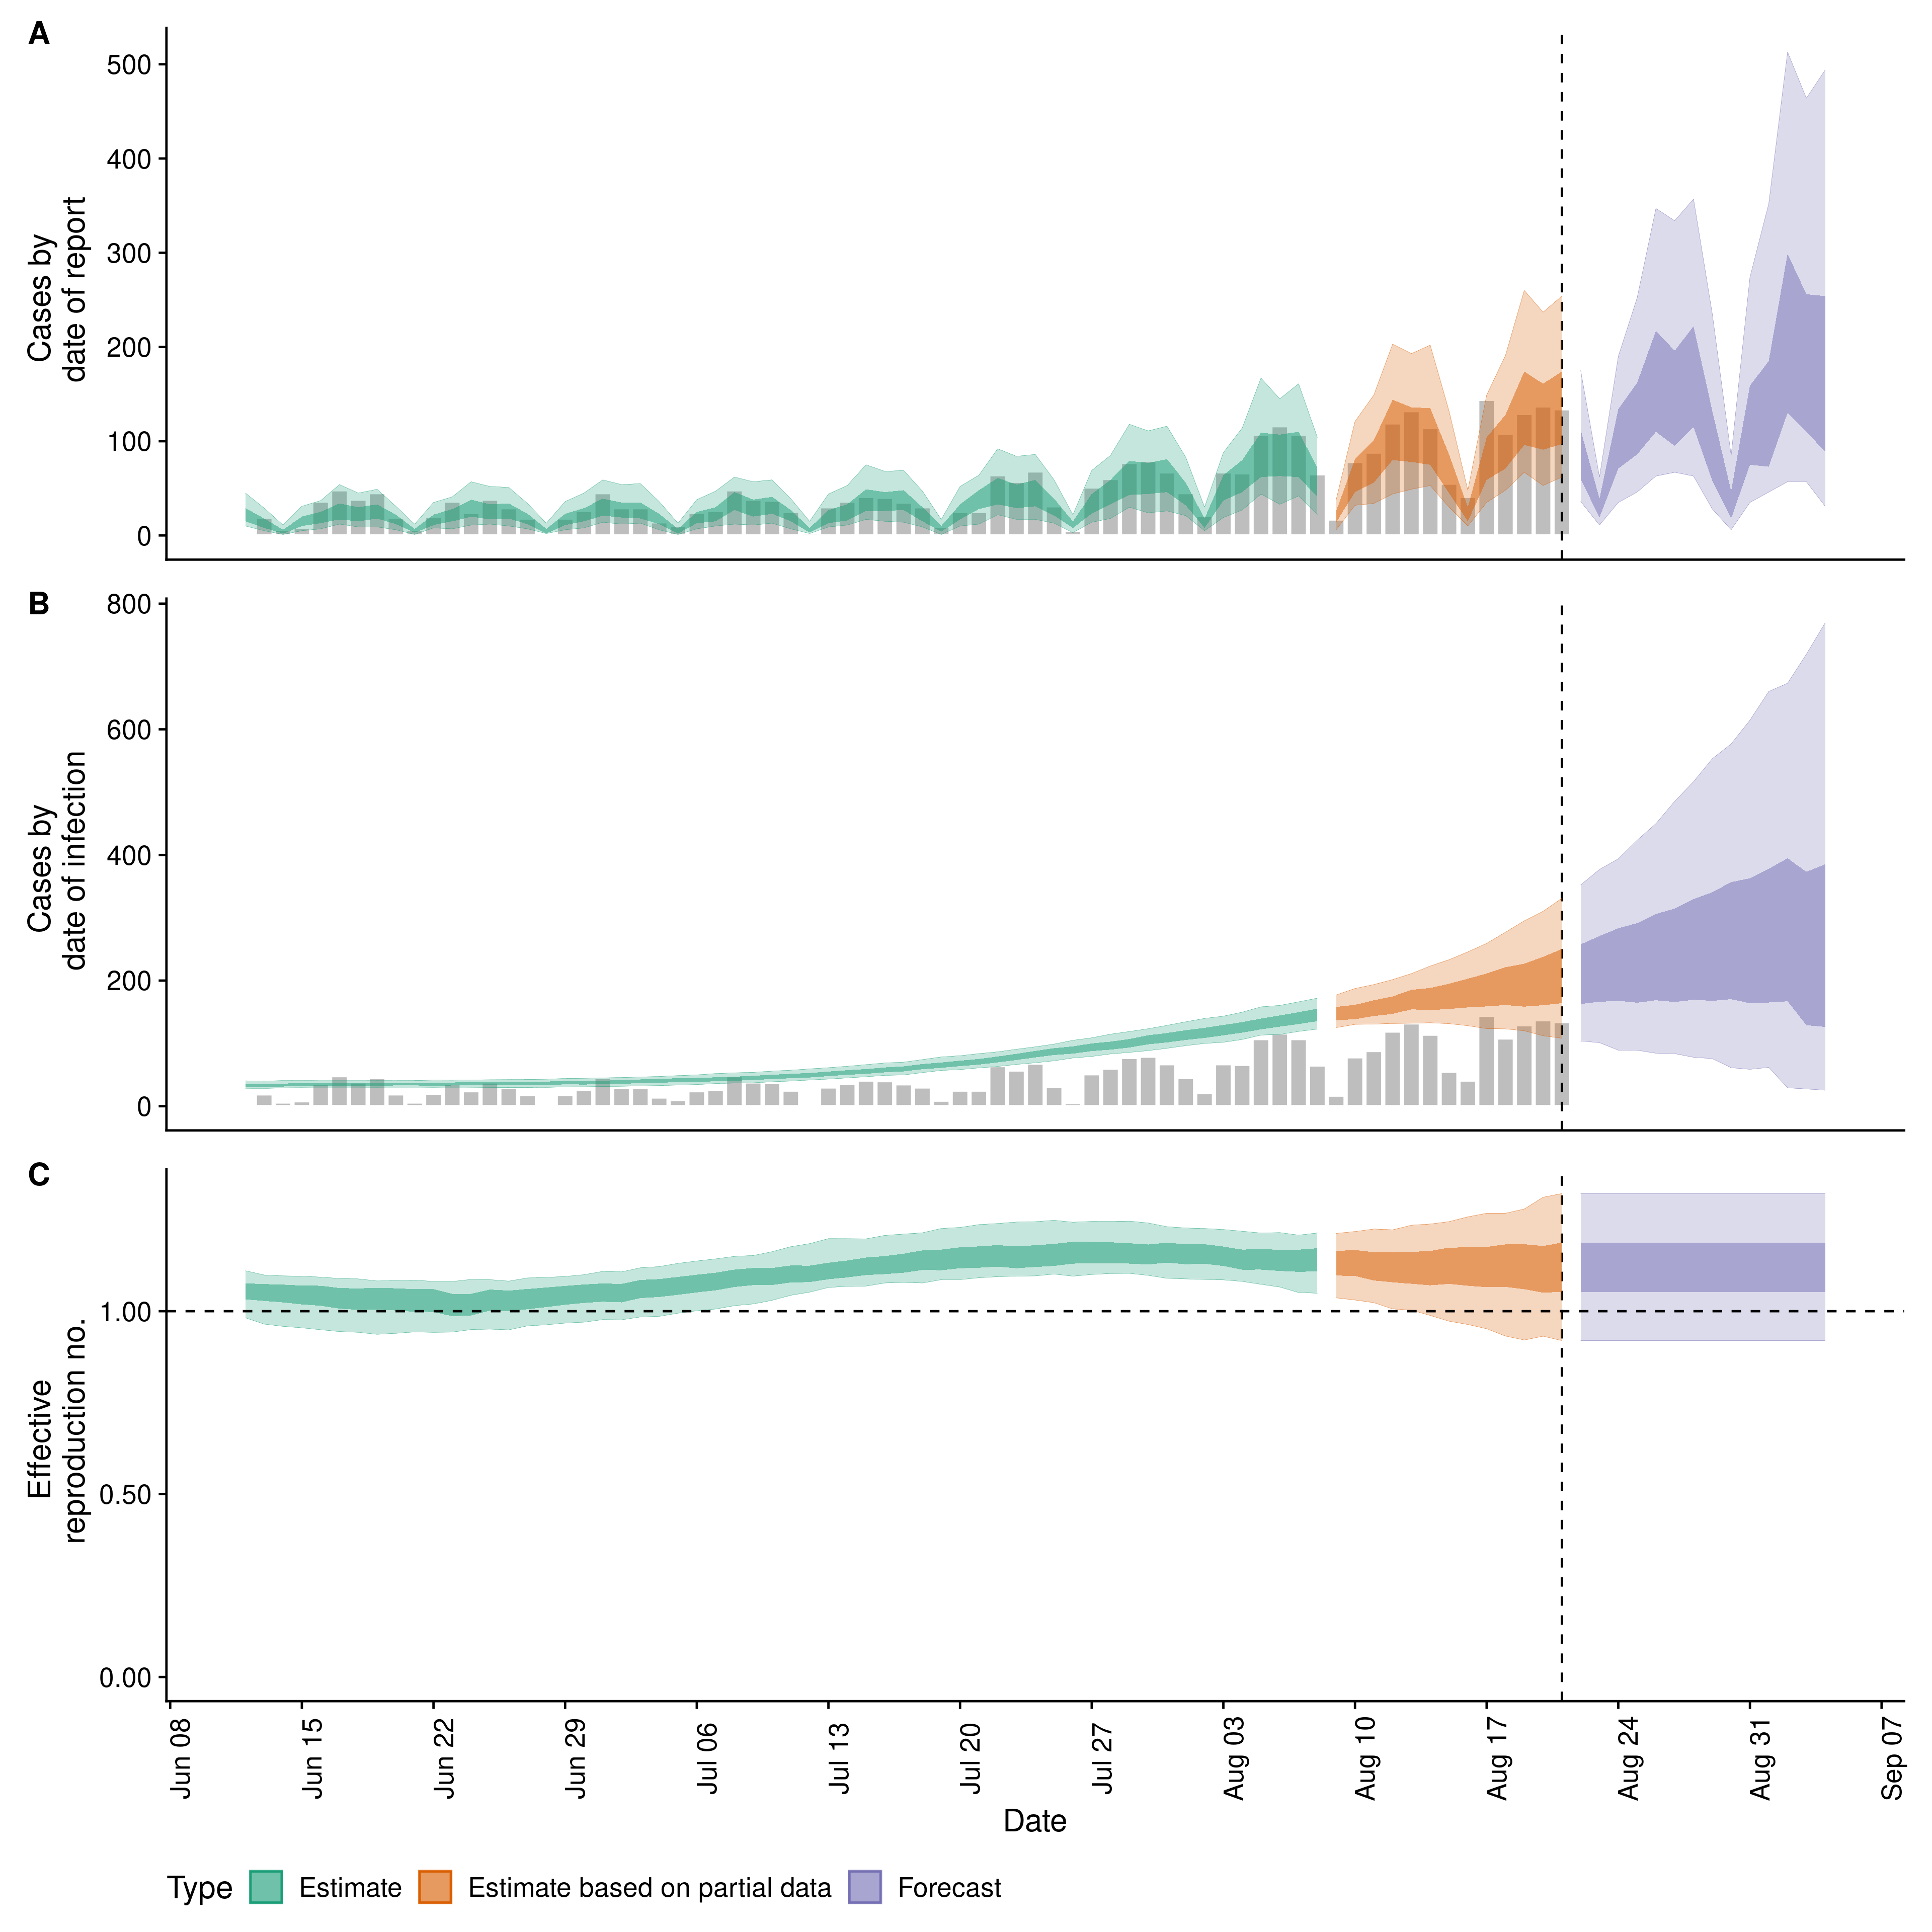 A
500
400
300
200
100
0
Cases by
date of report
B
800
600
400
200
0
Cases by
date of infection
C
1.00
0.50
0.00
Effective
reproduction no.
Jun 08
Jun 15
Jun 22
Jun 29
Jul 06
Jul 13
Jul 20
Jul 27
Aug 03
Aug 10
Aug 17
Aug 24
Aug 31
Sep 07
Date
Type Estimate Estimate based on partial data Forecast